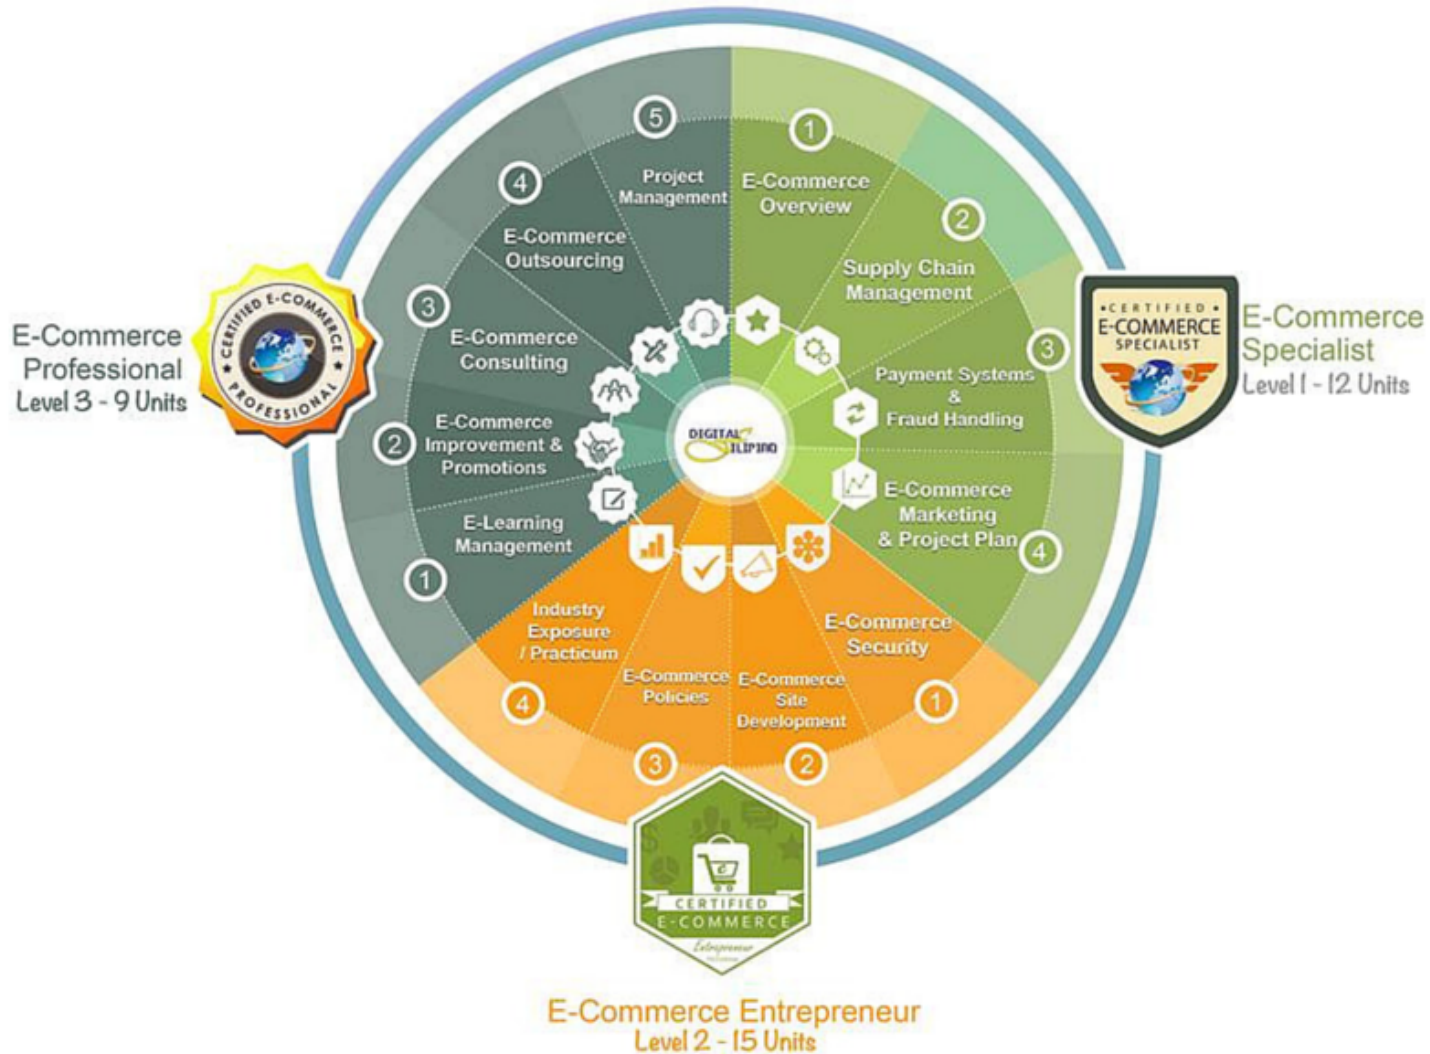 5
Project
Management
1
E-Commerce
Overview
4
E-Commerce
Outsourcing
2
Supply Chain
Management
3
E-Commerce
Consulting
3
Payment Systems
&
Fraud Handling
2
E-Commerce
Improvement &
Promotions
4
E-Commerce
Marketing
& Project Plan
1
E-Learning
Management
1
E-Commerce
Security
4
Industry
Exposure
/ Practicum
3
E-Commerce
Policies
2
E-Commerce
Site
Development
DIGITAL
FILIPINO
E-Commerce
Professional
Level 3 - 9 Units
CERTIFIED E-COMMERCE
PROFESSIONAL
CERTIFIED
E-COMMERCE
SPECIALIST
E-Commerce
Specialist
Level 1 - 12 Units
$
e
CERTIFIED
E-COMMERCE
Entrepreneur
E-Commerce Entrepreneur
Level 2 - 15 Units